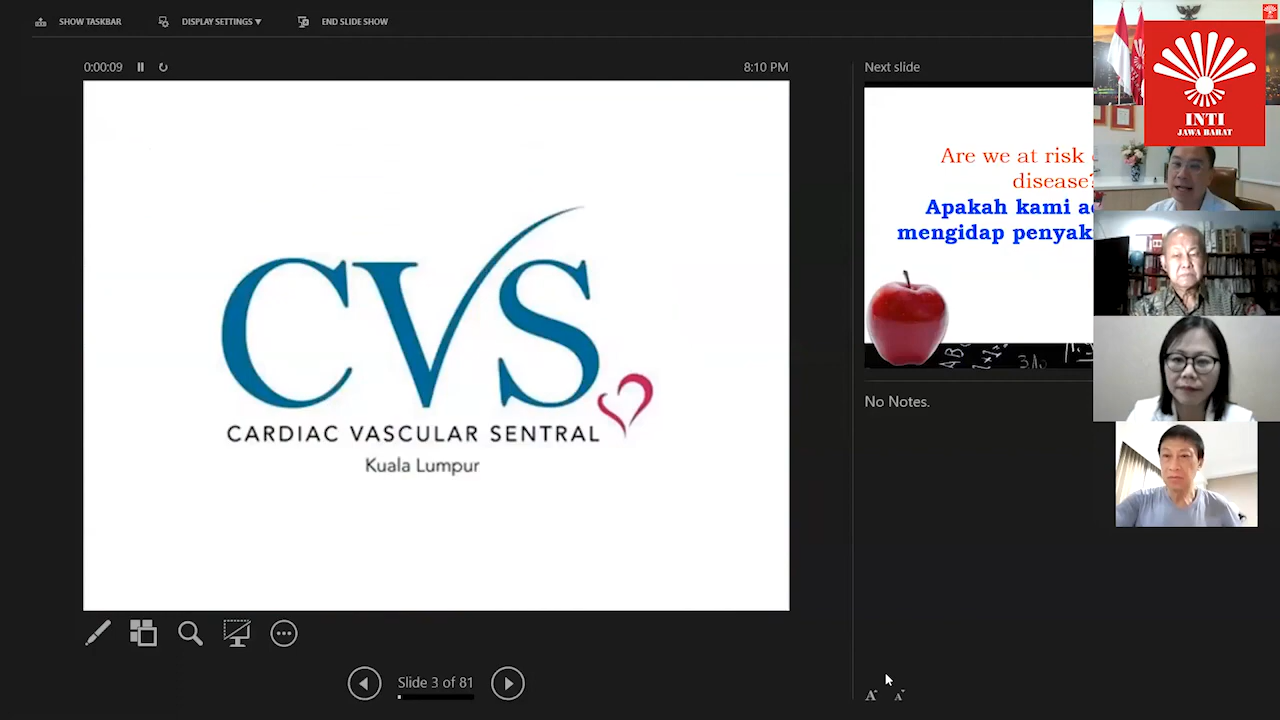 SHOW TASKBAR
DISPLAY SETTINGS ▼
END SLIDE SHOW
0:00:09
8:10 PM
CVS
CARDIAC VASCULAR SENTRAL
Kuala Lumpur
Slide 3 of 81
Next slide
Are we at risk
disease?
Apakah kami
mengidap
No Notes.
INTI
JAWA BARAT